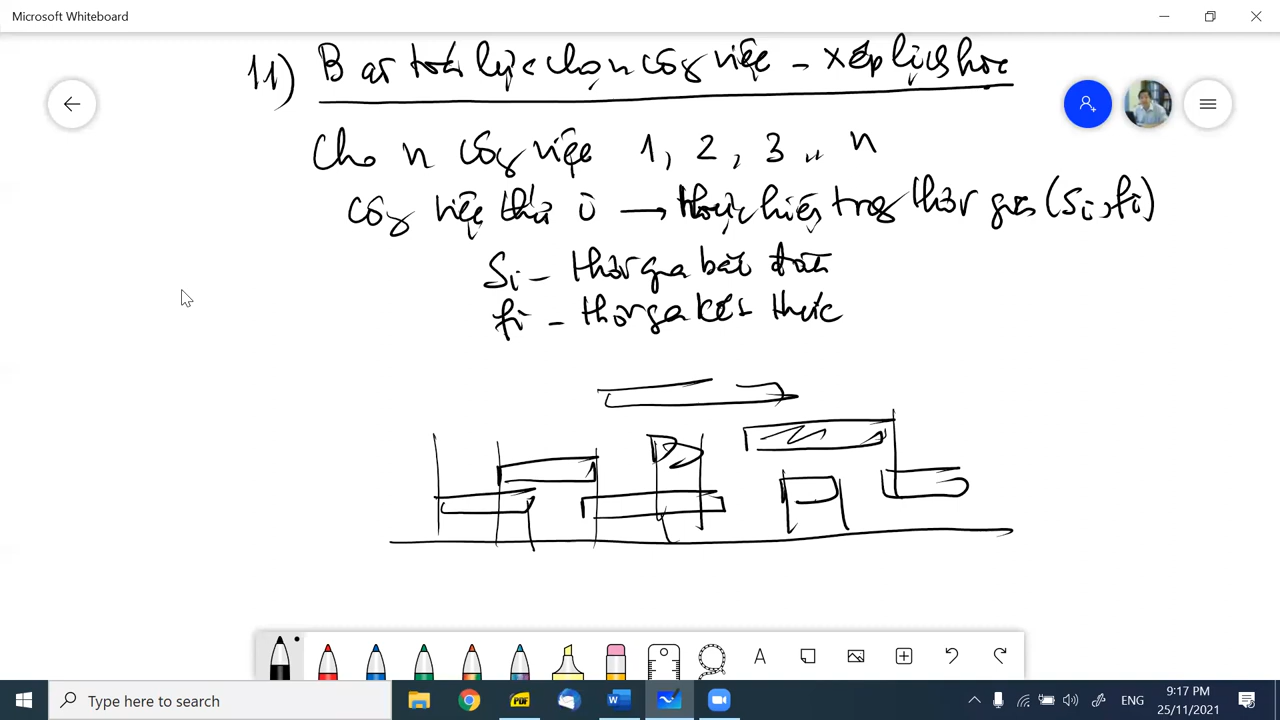 Microsoft Whiteboard
11) Bài toán lựa chọn công việc - xếp lịch học
Cho n công việc 1, 2, 3 .. n
công việc thứ i → thực hiện trong thời gian (Si, fi)
Si - thời gian bắt đầu
fi - thời gian kết thúc
Type here to search
PDF
ENG
9:17 PM
25/11/2021